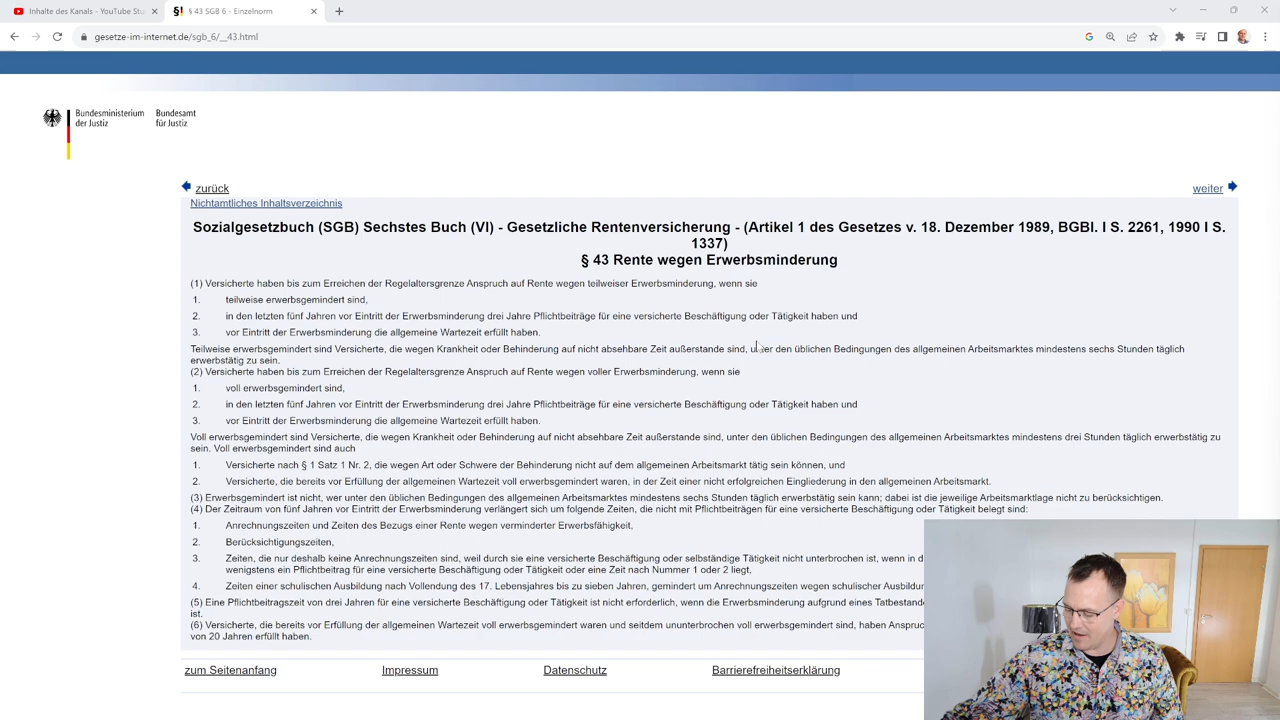 Inhalte des Kanals - YouTube Stu
§! § 43 SGB 6 - Einzelnorm
gesetze-im-internet.de/sgb_6/__43.html
Bundesministerium
der Justiz
Bundesamt
für Justiz
zurück
weiter
Nichtamtliches Inhaltsverzeichnis
Sozialgesetzbuch (SGB) Sechstes Buch (VI) - Gesetzliche Rentenversicherung - (Artikel 1 des Gesetzes v. 18. Dezember 1989, BGBl. I S. 2261, 1990 I S.
1337)
§ 43 Rente wegen Erwerbsminderung
(1) Versicherte haben bis zum Erreichen der Regelaltersgrenze Anspruch auf Rente wegen teilweiser Erwerbsminderung, wenn sie
1. teilweise erwerbsgemindert sind,
2. in den letzten fünf Jahren vor Eintritt der Erwerbsminderung drei Jahre Pflichtbeiträge für eine versicherte Beschäftigung oder Tätigkeit haben und
3. vor Eintritt der Erwerbsminderung die allgemeine Wartezeit erfüllt haben.
Teilweise erwerbsgemindert sind Versicherte, die wegen Krankheit oder Behinderung auf nicht absehbare Zeit außerstande sind, unter den üblichen Bedingungen des allgemeinen Arbeitsmarktes mindestens sechs Stunden täglich
erwerbstätig zu sein.
(2) Versicherte haben bis zum Erreichen der Regelaltersgrenze Anspruch auf Rente wegen voller Erwerbsminderung, wenn sie
1. voll erwerbsgemindert sind,
2. in den letzten fünf Jahren vor Eintritt der Erwerbsminderung drei Jahre Pflichtbeiträge für eine versicherte Beschäftigung oder Tätigkeit haben und
3. vor Eintritt der Erwerbsminderung die allgemeine Wartezeit erfüllt haben.
Voll erwerbsgemindert sind Versicherte, die wegen Krankheit oder Behinderung auf nicht absehbare Zeit außerstande sind, unter den üblichen Bedingungen des allgemeinen Arbeitsmarktes mindestens drei Stunden täglich erwerbstätig zu
sein. Voll erwerbsgemindert sind auch
1. Versicherte nach § 1 Satz 1 Nr. 2, die wegen Art oder Schwere der Behinderung nicht auf dem allgemeinen Arbeitsmarkt tätig sein können, und
2. Versicherte, die bereits vor Erfüllung der allgemeinen Wartezeit voll erwerbsgemindert waren, in der Zeit einer nicht erfolgreichen Eingliederung in den allgemeinen Arbeitsmarkt.
(3) Erwerbsgemindert ist nicht, wer unter den üblichen Bedingungen des allgemeinen Arbeitsmarktes mindestens sechs Stunden täglich erwerbstätig sein kann; dabei ist die jeweilige Arbeitsmarktlage nicht zu berücksichtigen.
(4) Der Zeitraum von fünf Jahren vor Eintritt der Erwerbsminderung verlängert sich um folgende Zeiten, die nicht mit Pflichtbeiträgen für eine versicherte Beschäftigung oder Tätigkeit belegt sind:
1. Anrechnungszeiten und Zeiten des Bezugs einer Rente wegen verminderter Erwerbsfähigkeit,
2. Berücksichtigungszeiten,
3. Zeiten, die nur deshalb keine Anrechnungszeiten sind, weil durch sie eine versicherte Beschäftigung oder selbständige Tätigkeit nicht unterbrochen ist, wenn in d
wenigstens ein Pflichtbeitrag für eine versicherte Beschäftigung oder Tätigkeit oder eine Zeit nach Nummer 1 oder 2 liegt,
4. Zeiten einer schulischen Ausbildung nach Vollendung des 17. Lebensjahres bis zu sieben Jahren, gemindert um Anrechnungszeiten wegen schulischer Ausbildu
(5) Eine Pflichtbeitragszeit von drei Jahren für eine versicherte Beschäftigung oder Tätigkeit ist nicht erforderlich, wenn die Erwerbsminderung aufgrund eines Tatbestande
ist.
(6) Versicherte, die bereits vor Erfüllung der allgemeinen Wartezeit voll erwerbsgemindert waren und seitdem ununterbrochen voll erwerbsgemindert sind, haben Anspruc
von 20 Jahren erfüllt haben.
zum Seitenanfang
Impressum
Datenschutz
Barrierefreiheitserklärung